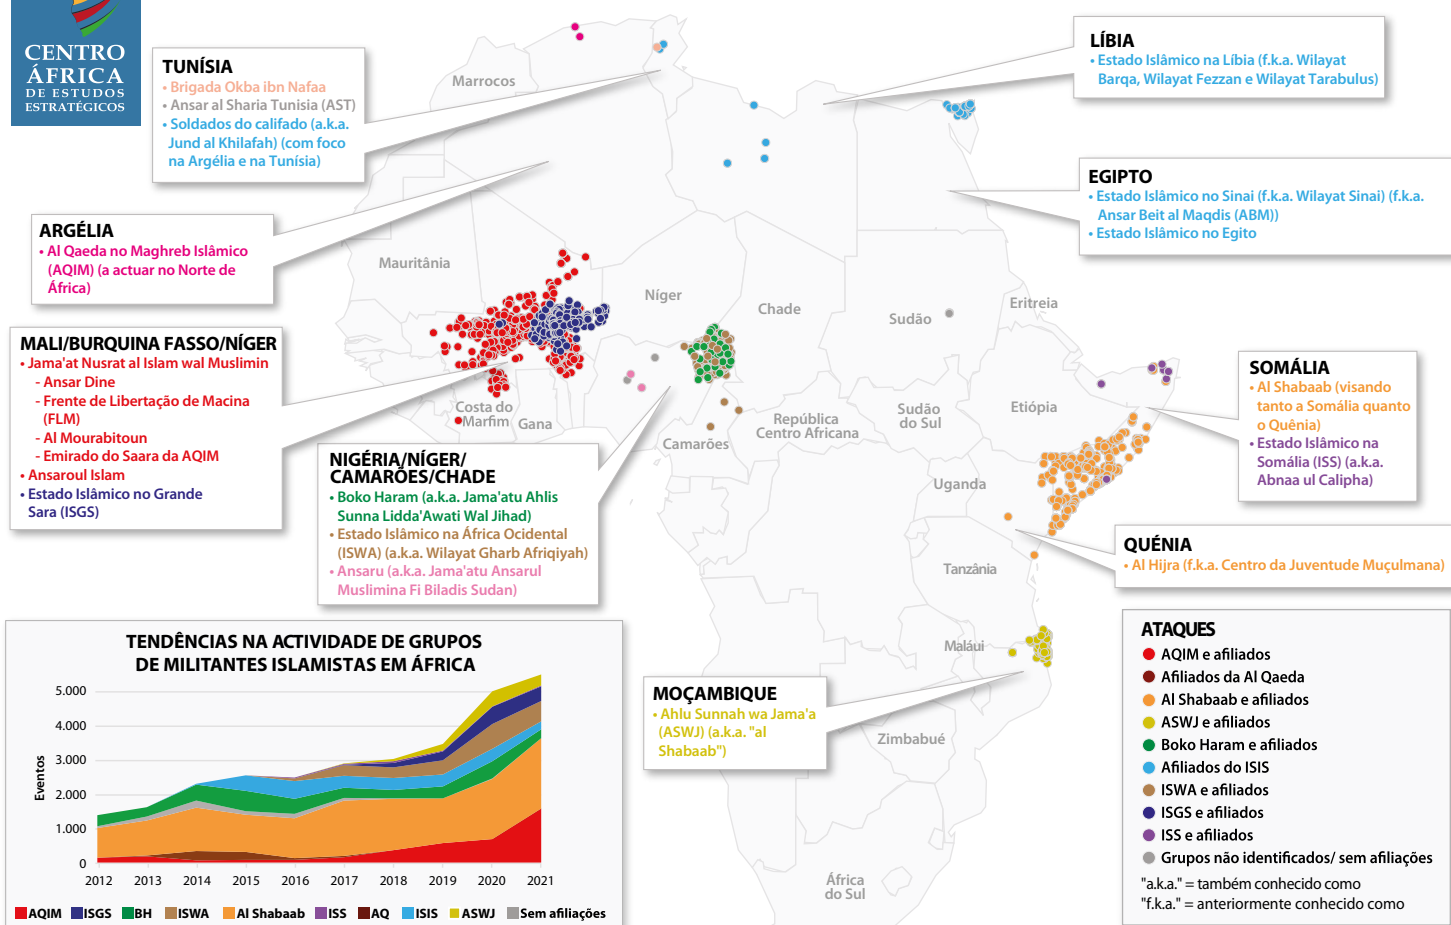 CENTRO
ÁFRICA
DE ESTUDOS
ESTRATÉGICOS
TUNÍSIA
• Brigada Okba ibn Nafaa
• Ansar al Sharia Tunisia (AST)
• Soldados do califado (a.k.a.
Jund al Khilafah) (com foco
na Argélia e na Tunísia)
ARGÉLIA
• Al Qaeda no Maghreb Islâmico
(AQIM) (a actuar no Norte de
África)
MALI/BURQUINA FASSO/NÍGER
• Jama'at Nusrat al Islam wal Muslimin
- Ansar Dine
- Frente de Libertação de Macina
(FLM)
- Al Mourabitoun
- Emirado do Saara da AQIM
• Ansaroul Islam
• Estado Islâmico no Grande
Sara (ISGS)
NIGÉRIA/NÍGER/
CAMARÕES/CHADE
• Boko Haram (a.k.a. Jama'atu Ahlis
Sunna Lidda'Awati Wal Jihad)
• Estado Islâmico na África Ocidental
(ISWA) (a.k.a. Wilayat Gharb Afriqiyah)
• Ansaru (a.k.a. Jama'atu Ansarul
Muslimina Fi Biladis Sudan)
LÍBIA
• Estado Islâmico na Líbia (f.k.a. Wilayat
Barqa, Wilayat Fezzan e Wilayat Tarabulus)
EGIPTO
• Estado Islâmico no Sinai (f.k.a. Wilayat Sinai) (f.k.a.
Ansar Beit al Maqdis (ABM))
• Estado Islâmico no Egito
SOMÁLIA
• Al Shabaab (visando
tanto a Somália quanto
o Quênia)
• Estado Islâmico na
Somália (ISS) (a.k.a.
Abnaa ul Calipha)
QUÉNIA
• Al Hijra (f.k.a. Centro da Juventude Muçulmana)
MOÇAMBIQUE
• Ahlu Sunnah wa Jama'a
(ASWJ) (a.k.a. "al
Shabaab")
Marrocos
Mauritânia
Níger
Chade
Sudão
Eritreia
Costa do
Marfim
Gana
Camarões
República
Centro Africana
Sudão
do Sul
Etiópia
Uganda
Tanzânia
Maláui
Zimbabué
África
do Sul
TENDÊNCIAS NA ACTIVIDADE DE GRUPOS
DE MILITANTES ISLAMISTAS EM ÁFRICA
Eventos
5.000
4.000
3.000
2.000
1.000
0
2012 2013 2014 2015 2016 2017 2018 2019 2020 2021
AQIM ISGS BH ISWA Al Shabaab ISS AQ ISIS ASWJ Sem afiliações
ATAQUES
AQIM e afiliados
Afiliados da Al Qaeda
Al Shabaab e afiliados
ASWJ e afiliados
Boko Haram e afiliados
Afiliados do ISIS
ISWA e afiliados
ISGS e afiliados
ISS e afiliados
Grupos não identificados/ sem afiliações
"a.k.a." = também conhecido como
"f.k.a." = anteriormente conhecido como